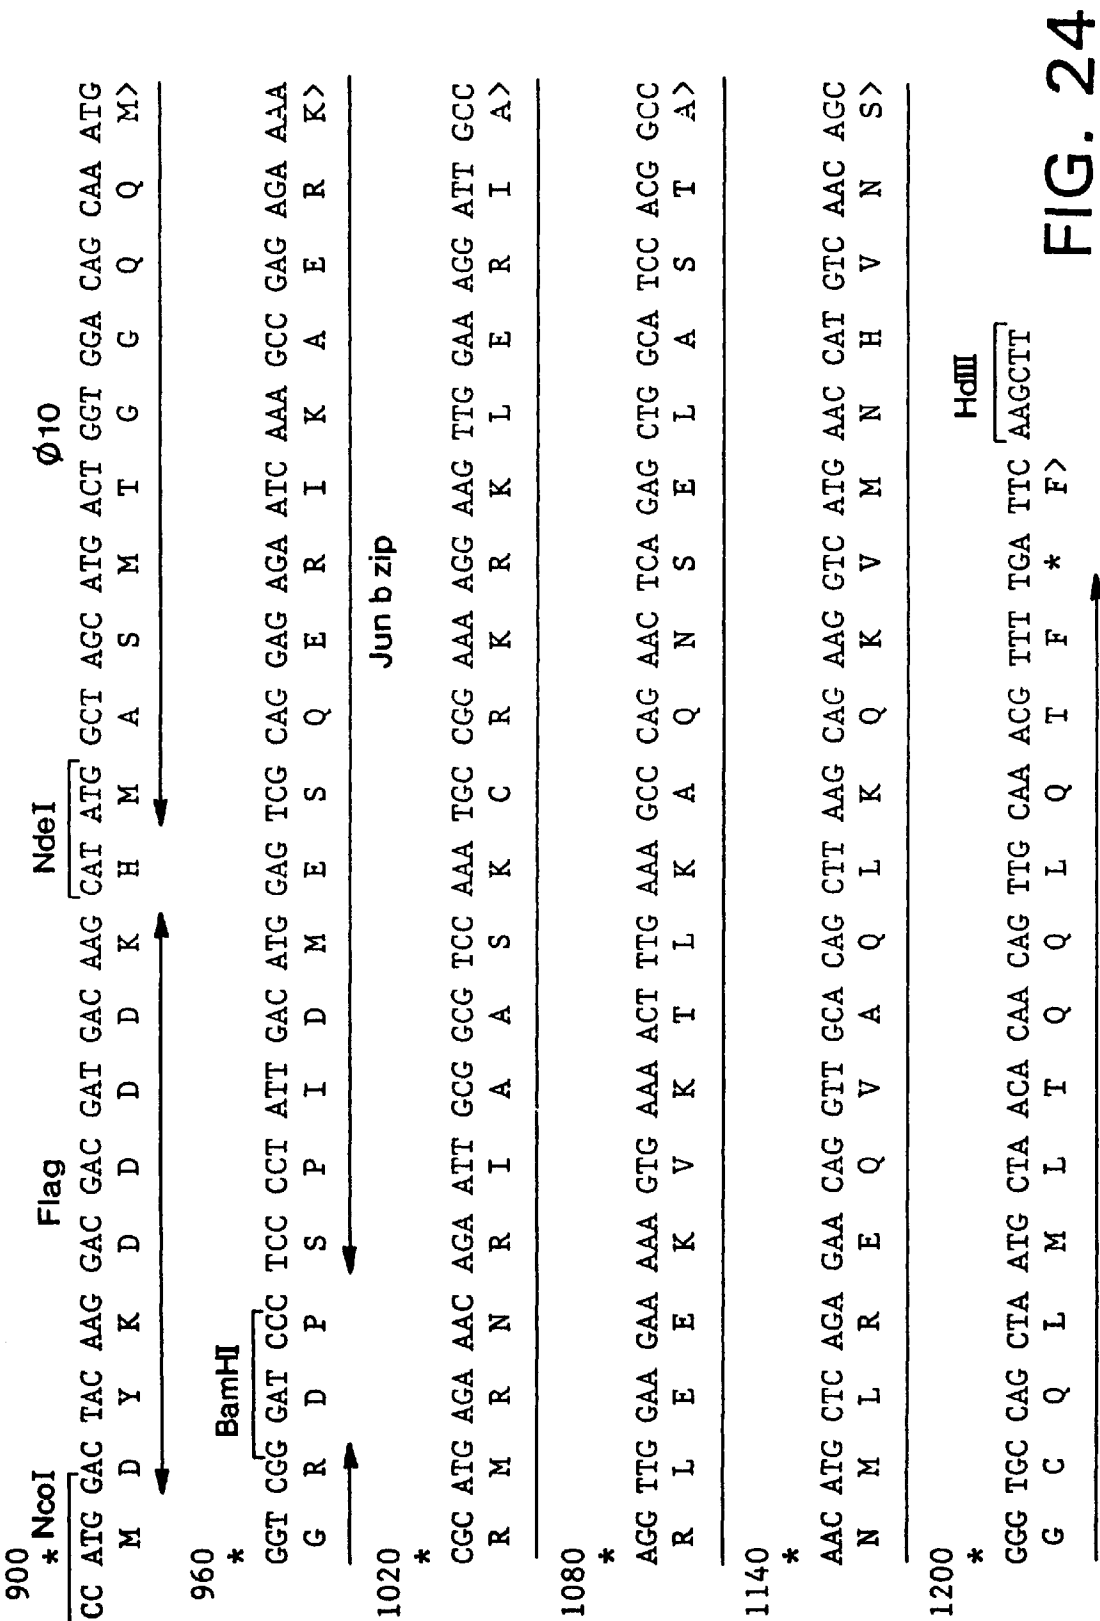 900
* NcoI Flag NdeI Ø10
CC ATG GAC TAC AAG GAC GAC GAT GAC AAG CAT ATG GCT AGC ATG ACT GGT GGA CAG CAA ATG
M D Y K D D D D K H M A S M T G G Q Q M>
960
* BamHI
GGT CGG GAT CCC TCC CCT ATT GAC ATG GAG TCG CAG GAG AGA ATC AAA GCC GAG AGA AAA
G R D P S P I D M E S Q E R I K A E R K>
Jun b zip
1020
*
CGC ATG AGA AAC AGA ATT GCG GCG TCC AAA TGC CGG AAA AGG AAG TTG GAA AGG ATT GCC
R M R N R I A A S K C R K R K L E R I A>
1080
*
AGG TTG GAA GAA AAA GTG AAA ACT TTG AAA GCC CAG AAC TCA GAG CTG GCA TCC ACG GCC
R L E E K V K T L K A Q N S E L A S T A>
1140
*
AAC ATG CTC AGA GAA CAG GTT GCA CAG CTT AAG CAG AAG GTC ATG AAC CAT GTC AAC AGC
N M L R E Q V A Q L K Q K V M N H V N S>
1200
* HdIII
GGG TGC CAG CTA ATG CTA ACA CAA CAG TTG CAA ACG TTT TGA TTC AAGCTT
G C Q L M L T Q Q L Q T F * F>
FIG. 24